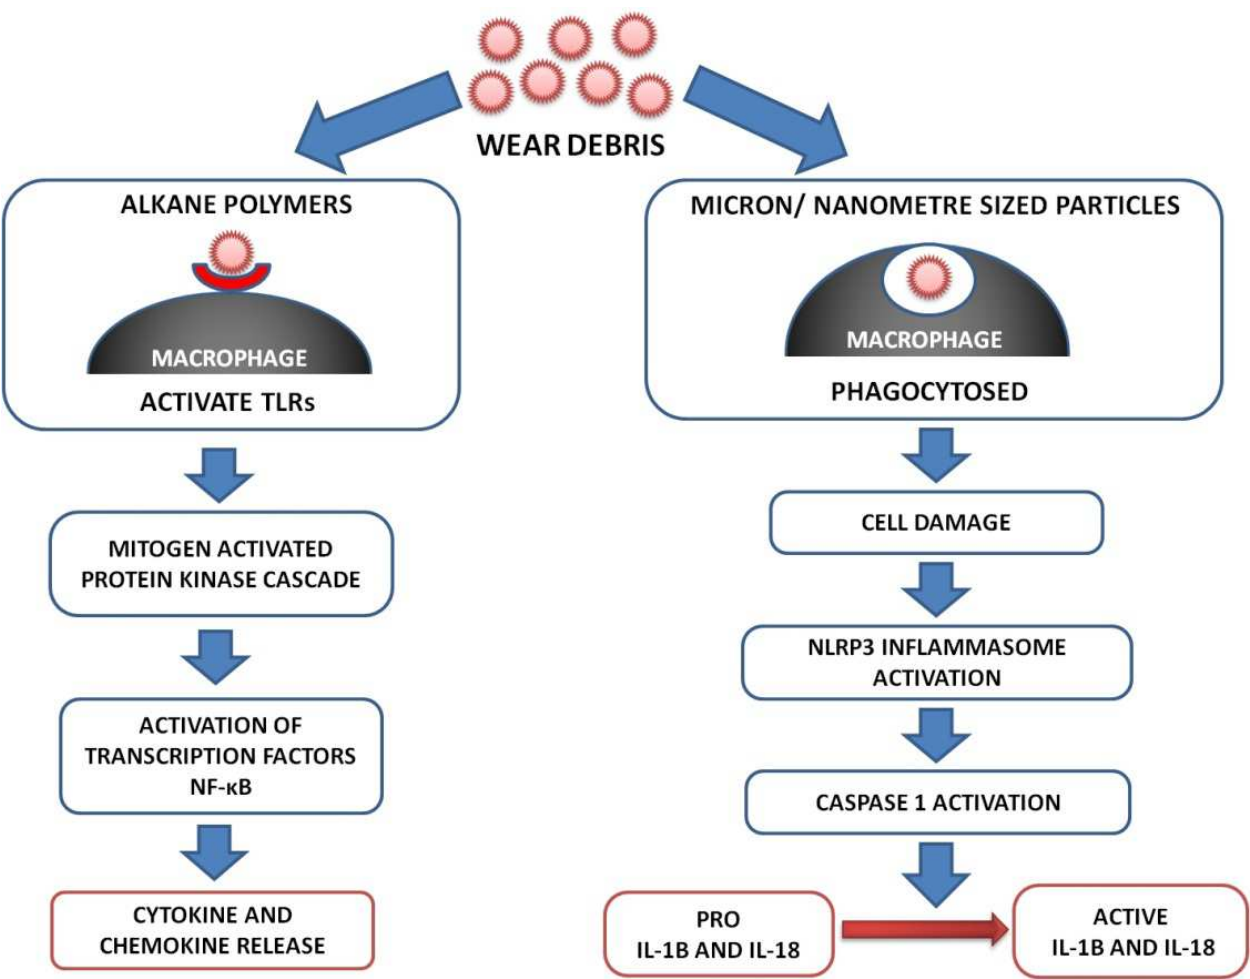 WEAR DEBRIS
ALKANE POLYMERS
MACROPHAGE
ACTIVATE TLRs
MITOGEN ACTIVATED
PROTEIN KINASE CASCADE
ACTIVATION OF
TRANSCRIPTION FACTORS
NF-κB
CYTOKINE AND
CHEMOKINE RELEASE
MICRON/ NANOMETRE SIZED PARTICLES
MACROPHAGE
PHAGOCYTOSED
CELL DAMAGE
NLRP3 INFLAMMASOME
ACTIVATION
CASPASE 1 ACTIVATION
PRO
IL-1B AND IL-18
ACTIVE
IL-1B AND IL-18